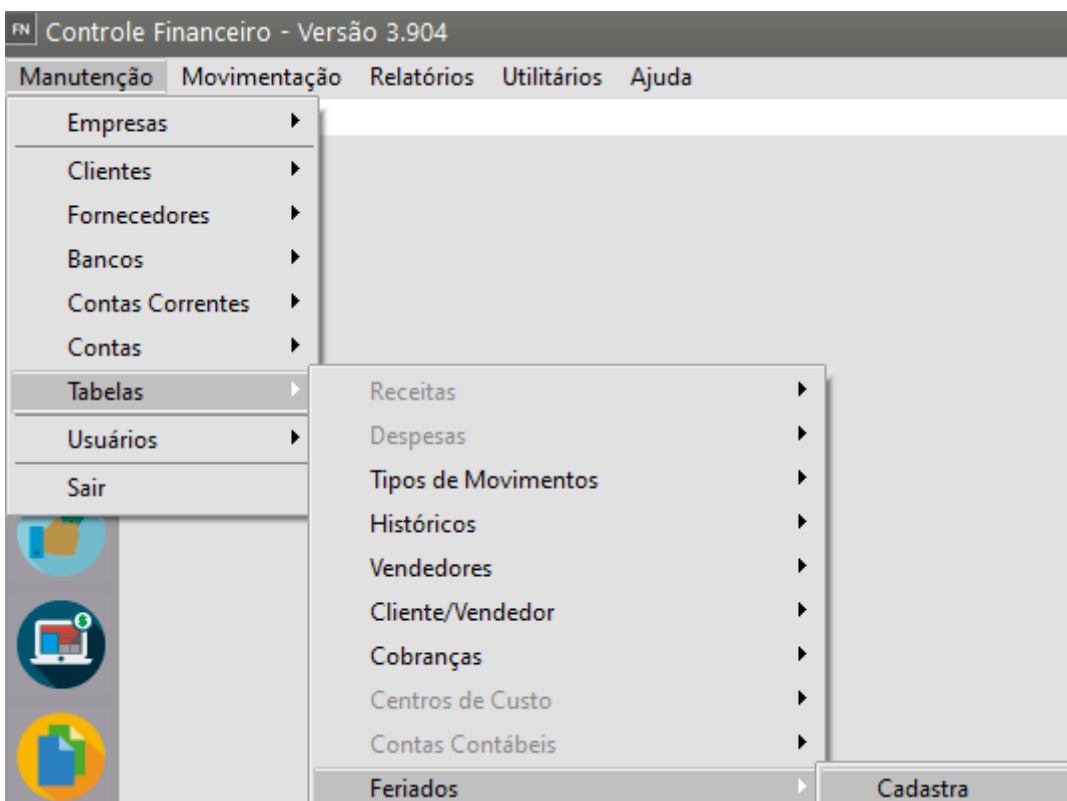 FN Controle Financeiro - Versão 3.904
Manutenção Movimentação Relatórios Utilitários Ajuda
Empresas
Clientes
Fornecedores
Bancos
Contas Correntes
Contas
Tabelas
Usuários
Sair
Receitas
Despesas
Tipos de Movimentos
Históricos
Vendedores
Cliente/Vendedor
Cobranças
Centros de Custo
Contas Contábeis
Feriados
Cadastra